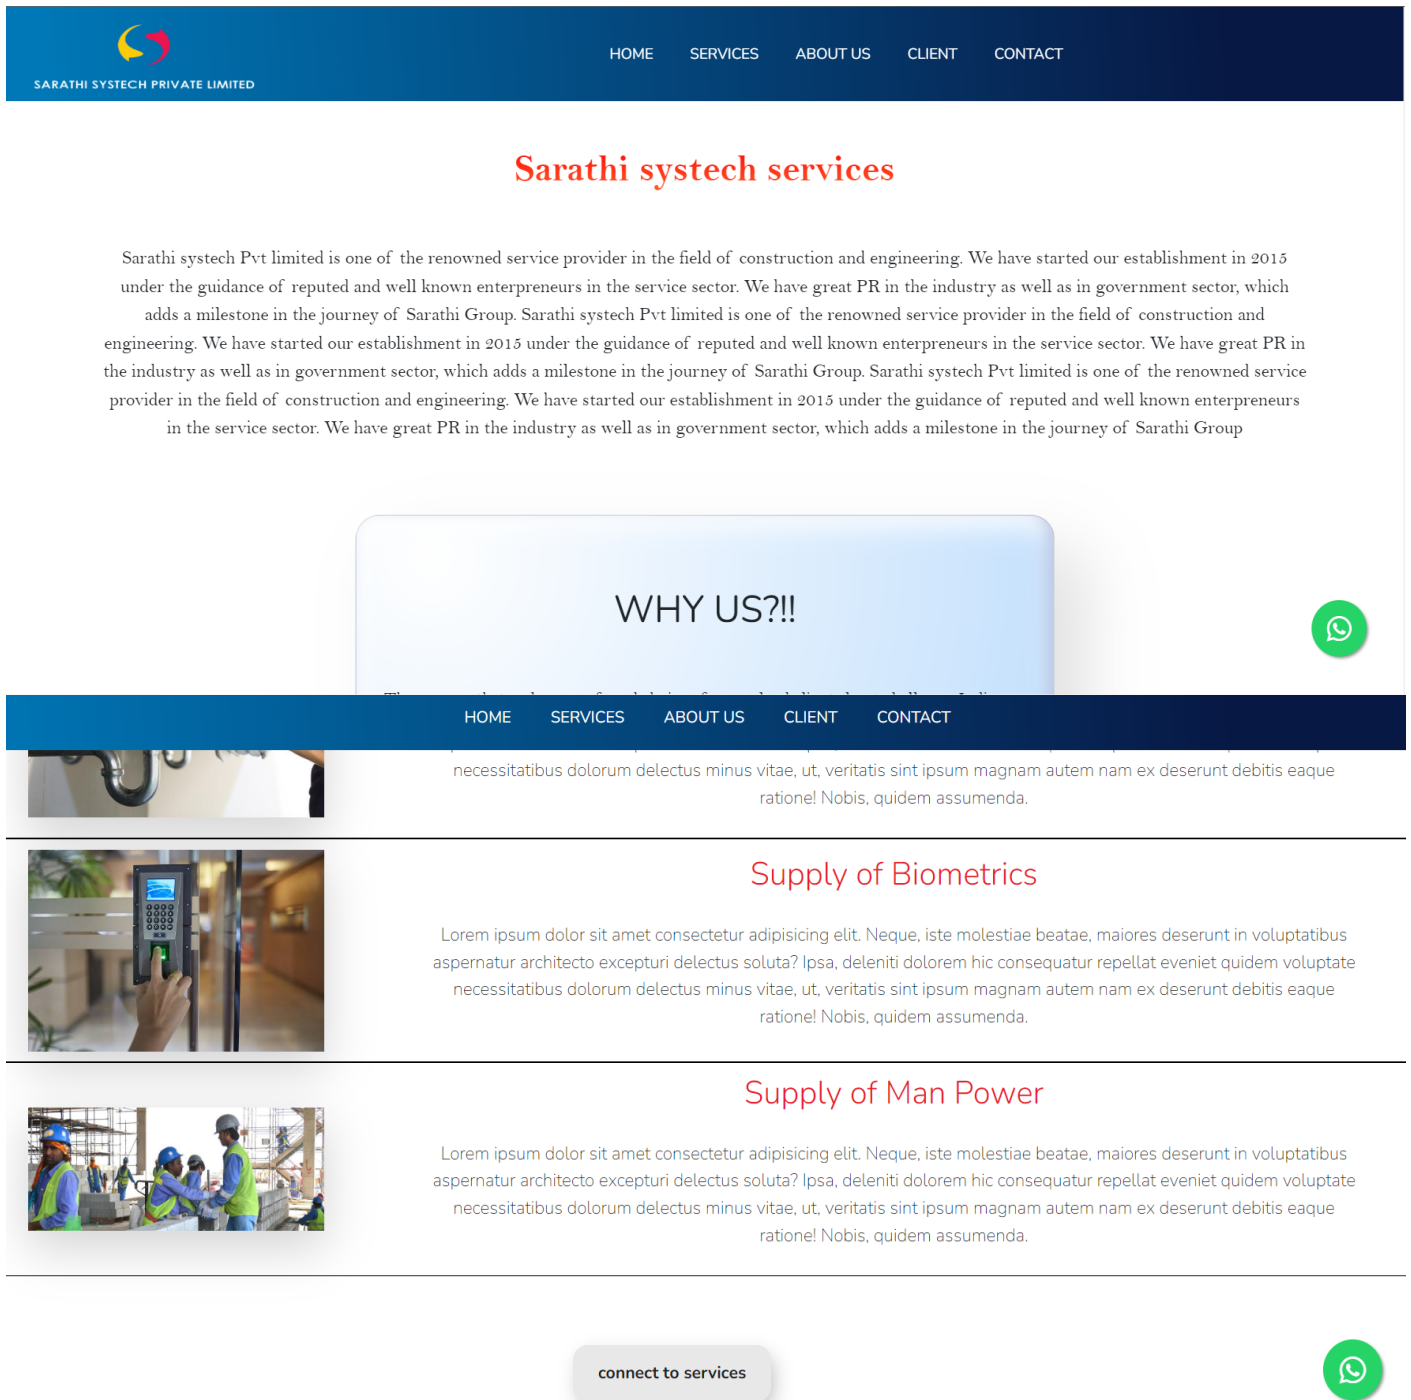 SARATHI SYSTECH PRIVATE LIMITED
HOME SERVICES ABOUT US CLIENT CONTACT
Sarathi systech services
Sarathi systech Pvt limited is one of the renowned service provider in the field of construction and engineering. We have started our establishment in 2015
under the guidance of reputed and well known enterpreneurs in the service sector. We have great PR in the industry as well as in government sector, which
adds a milestone in the journey of Sarathi Group. Sarathi systech Pvt limited is one of the renowned service provider in the field of construction and
engineering. We have started our establishment in 2015 under the guidance of reputed and well known enterpreneurs in the service sector. We have great PR in
the industry as well as in government sector, which adds a milestone in the journey of Sarathi Group. Sarathi systech Pvt limited is one of the renowned service
provider in the field of construction and engineering. We have started our establishment in 2015 under the guidance of reputed and well known enterpreneurs
in the service sector. We have great PR in the industry as well as in government sector, which adds a milestone in the journey of Sarathi Group
WHY US?!!
HOME SERVICES ABOUT US CLIENT CONTACT
necessitatibus dolorum delectus minus vitae, ut, veritatis sint ipsum magnam autem nam ex deserunt debitis eaque
ratione! Nobis, quidem assumenda.
Supply of Biometrics
Lorem ipsum dolor sit amet consectetur adipisicing elit. Neque, iste molestiae beatae, maiores deserunt in voluptatibus
aspernatur architecto excepturi delectus soluta? Ipsa, deleniti dolorem hic consequatur repellat eveniet quidem voluptate
necessitatibus dolorum delectus minus vitae, ut, veritatis sint ipsum magnam autem nam ex deserunt debitis eaque
ratione! Nobis, quidem assumenda.
Supply of Man Power
Lorem ipsum dolor sit amet consectetur adipisicing elit. Neque, iste molestiae beatae, maiores deserunt in voluptatibus
aspernatur architecto excepturi delectus soluta? Ipsa, deleniti dolorem hic consequatur repellat eveniet quidem voluptate
necessitatibus dolorum delectus minus vitae, ut, veritatis sint ipsum magnam autem nam ex deserunt debitis eaque
ratione! Nobis, quidem assumenda.
connect to services